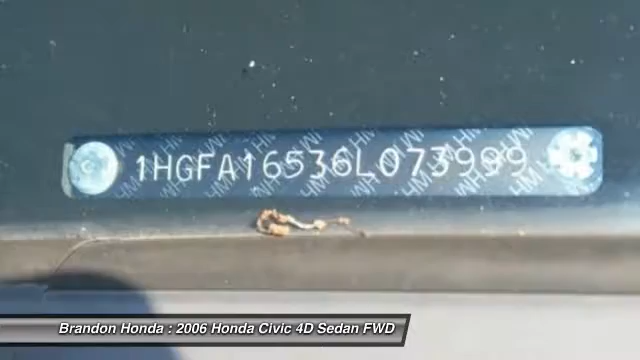 1HGFA16536L073999
Brandon Honda : 2006 Honda Civic 4D Sedan FWD